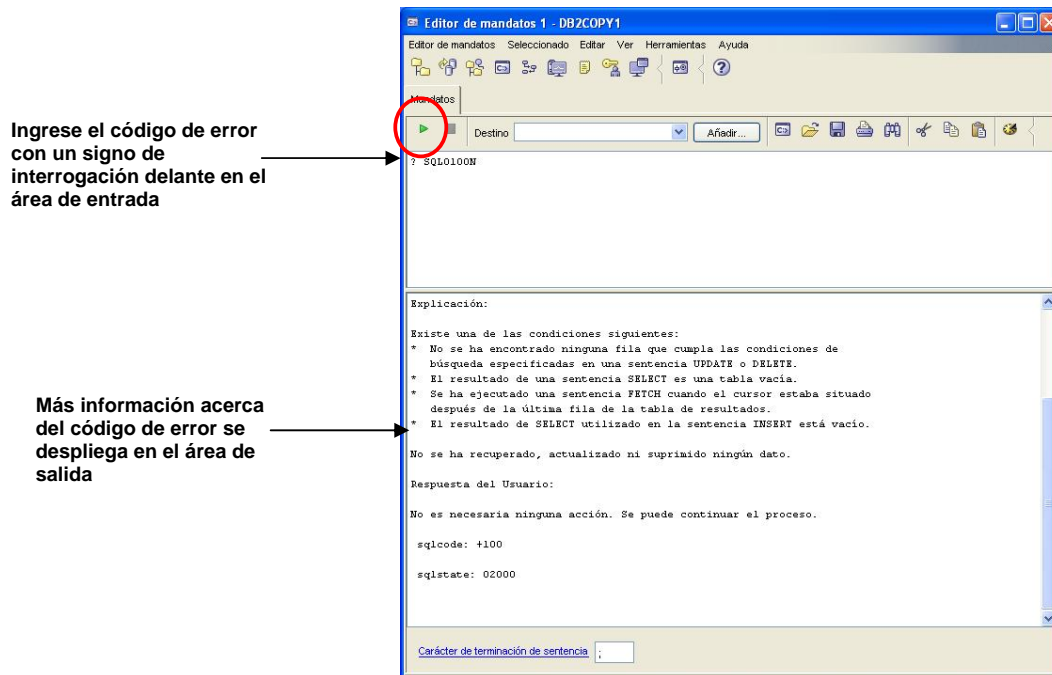 Editor de mandatos 1 - DB2COPY1
Editor de mandatos Seleccionado Editar Ver Herramientas Ayuda
Mandatos
Destino
Añadir...
Ingrese el código de error
con un signo de
interrogación delante en el
área de entrada
? SQL0100N
Explicación:
Existe una de las condiciones siguientes:
* No se ha encontrado ninguna fila que cumpla las condiciones de
búsqueda especificadas en una sentencia UPDATE o DELETE.
* El resultado de una sentencia SELECT es una tabla vacía.
* Se ha ejecutado una sentencia FETCH cuando el cursor estaba situado
después de la última fila de la tabla de resultados.
* El resultado de SELECT utilizado en la sentencia INSERT está vacío.
Más información acerca
del código de error se
despliega en el área de
salida
No se ha recuperado, actualizado ni suprimido ningún dato.
Respuesta del Usuario:
No es necesaria ninguna acción. Se puede continuar el proceso.
sqlcode: +100
sqlstate: 02000
Carácter de terminación de sentencia ;